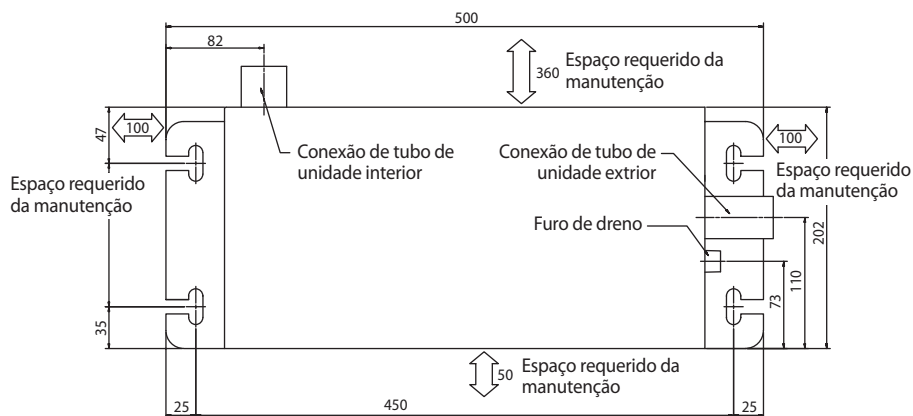 500
82
Espaço requerido da
manutenção
360
47
100
100
Conexão de tubo de
unidade interior
Conexão de tubo de
unidade extrior
Espaço requerido
da manutenção
Espaço requerido
da manutenção
Furo de dreno
202
110
73
35
50
Espaço requerido da
manutenção
25
450
25